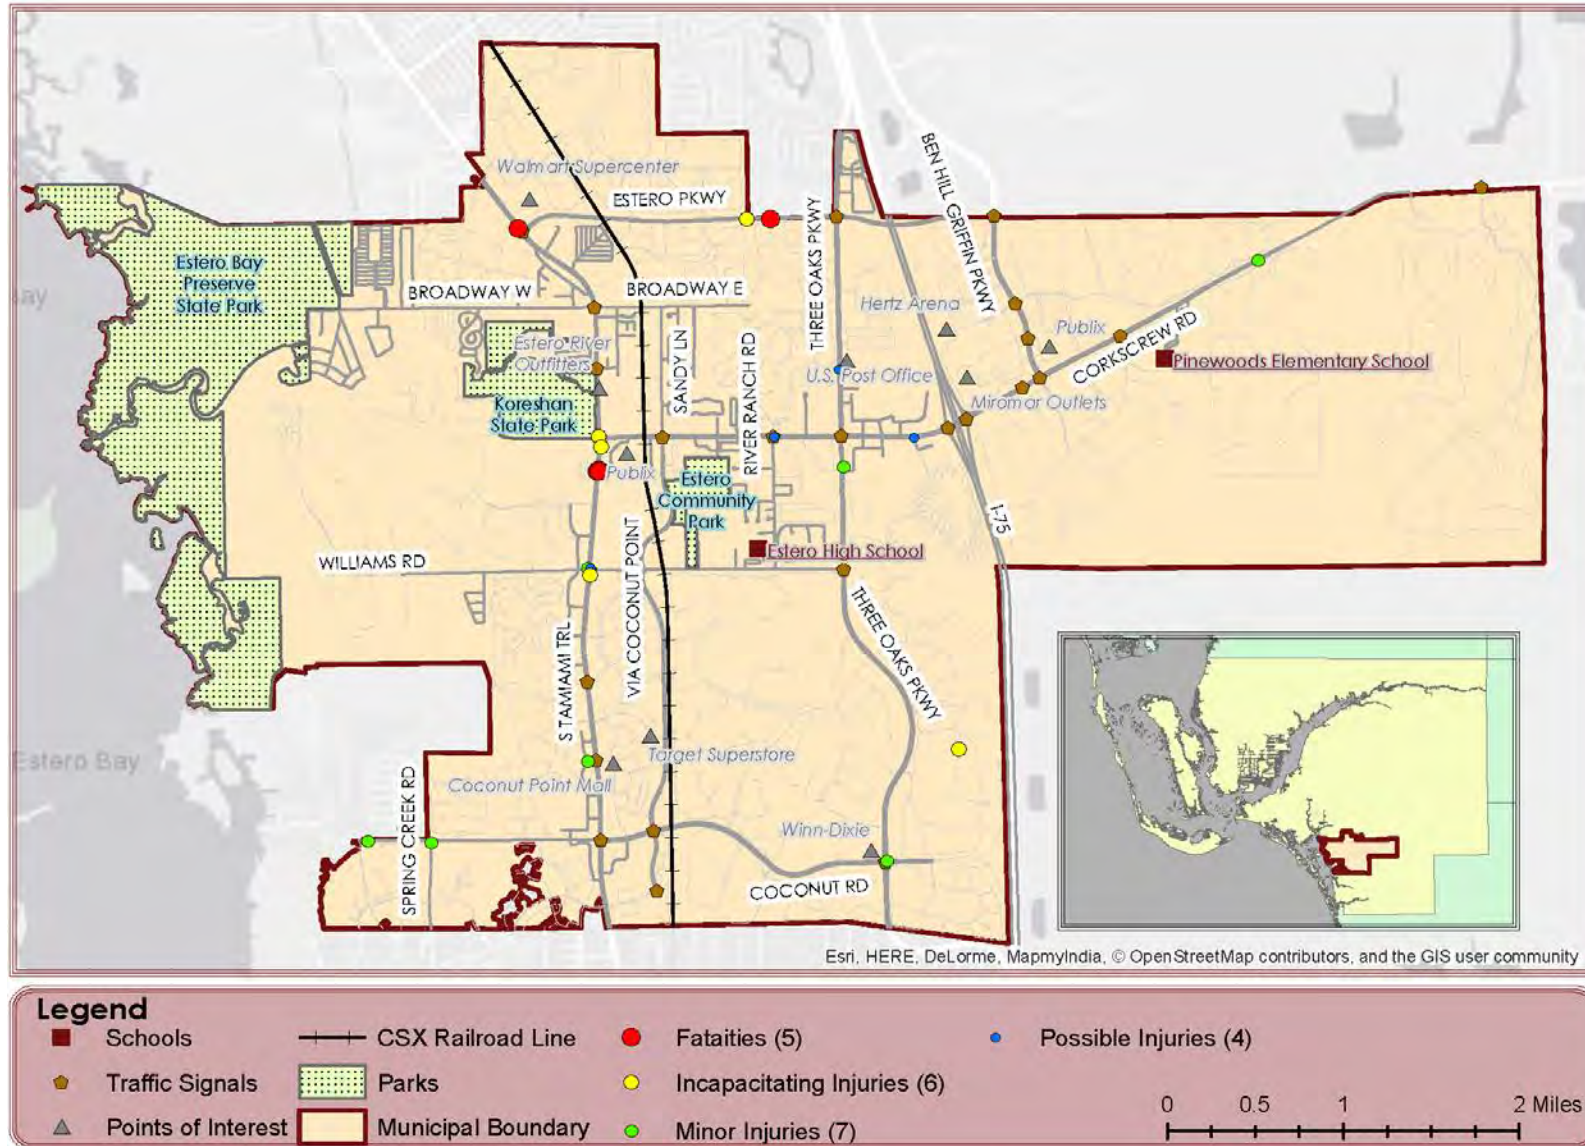 Walmart Supercenter
ESTERO PKWY
THREE OAKS PKWY
BEN HILL GRIFFIN PKWY
Estero Bay
Preserve
State Park
BROADWAY W
BROADWAY E
Hertz Arena
Publix
CORKSCREW RD
Estero River
Outfitters
SANDY LN
RIVER RANCH RD
U.S. Post Office
Pinewoods Elementary School
Miromar Outlets
Koreshan
State Park
Publix
Estero
Community
Park
I-75
Estero High School
WILLIAMS RD
VIA COCONUT POINT
THREE OAKS PKWY
S TAMIAMI TRL
Estero Bay
Target Superstore
Coconut Point Mall
SPRING CREEK RD
Winn-Dixie
COCONUT RD
Esri, HERE, DeLorme, MapmyIndia, © OpenStreetMap contributors, and the GIS user community
Legend
Schools
CSX Railroad Line
Fataities (5)
Possible Injuries (4)
Traffic Signals
Parks
Incapacitating Injuries (6)
Points of Interest
Municipal Boundary
Minor Injuries (7)
0 0.5 1 2 Miles